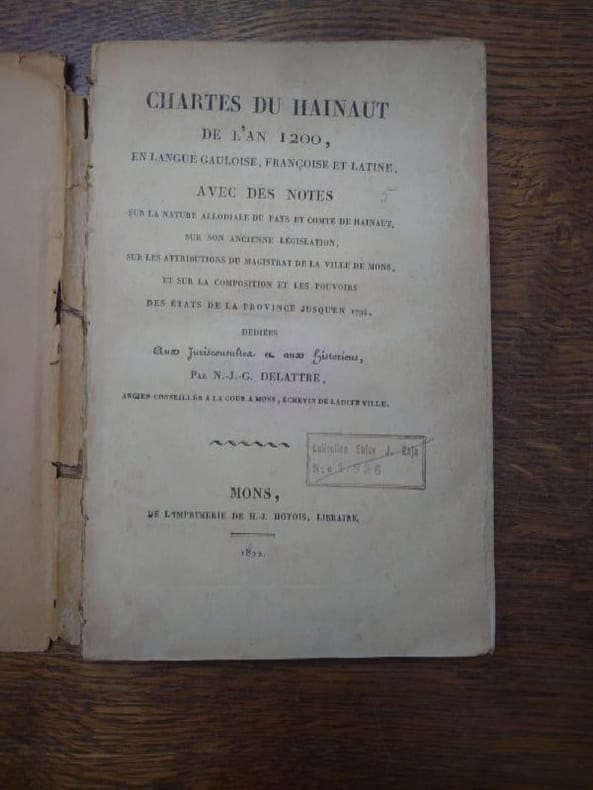 CHARTES DU HAINAUT
DE L'AN 1200,
EN LANGUE GAULOISE, FRANÇOISE ET LATINE,
AVEC DES NOTES
5
SUR LA NATURE ALLODIALE DU PAYS ET COMTÉ DE HAINAUT,
SUR SON ANCIENNE LÉGISLATION,
SUR LES ATTRIBUTIONS DU MAGISTRAT DE LA VILLE DE MONS,
ET SUR LA COMPOSITION ET LES POUVOIRS
DES ÉTATS DE LA PROVINCE JUSQU'EN 1794.
DÉDIÉES
Aux Jurisconsultes et aux Historiens,
PAR N.-J.-G. DELATTRE,
ANCIEN CONSEILLER A LA COUR A MONS, ÉCHEVIN DE LADITE VILLE.
Collection J.
N:o 1.826
MONS,
DE L'IMPRIMERIE DE H.-J. HOYOIS, LIBRAIRE.
1822.